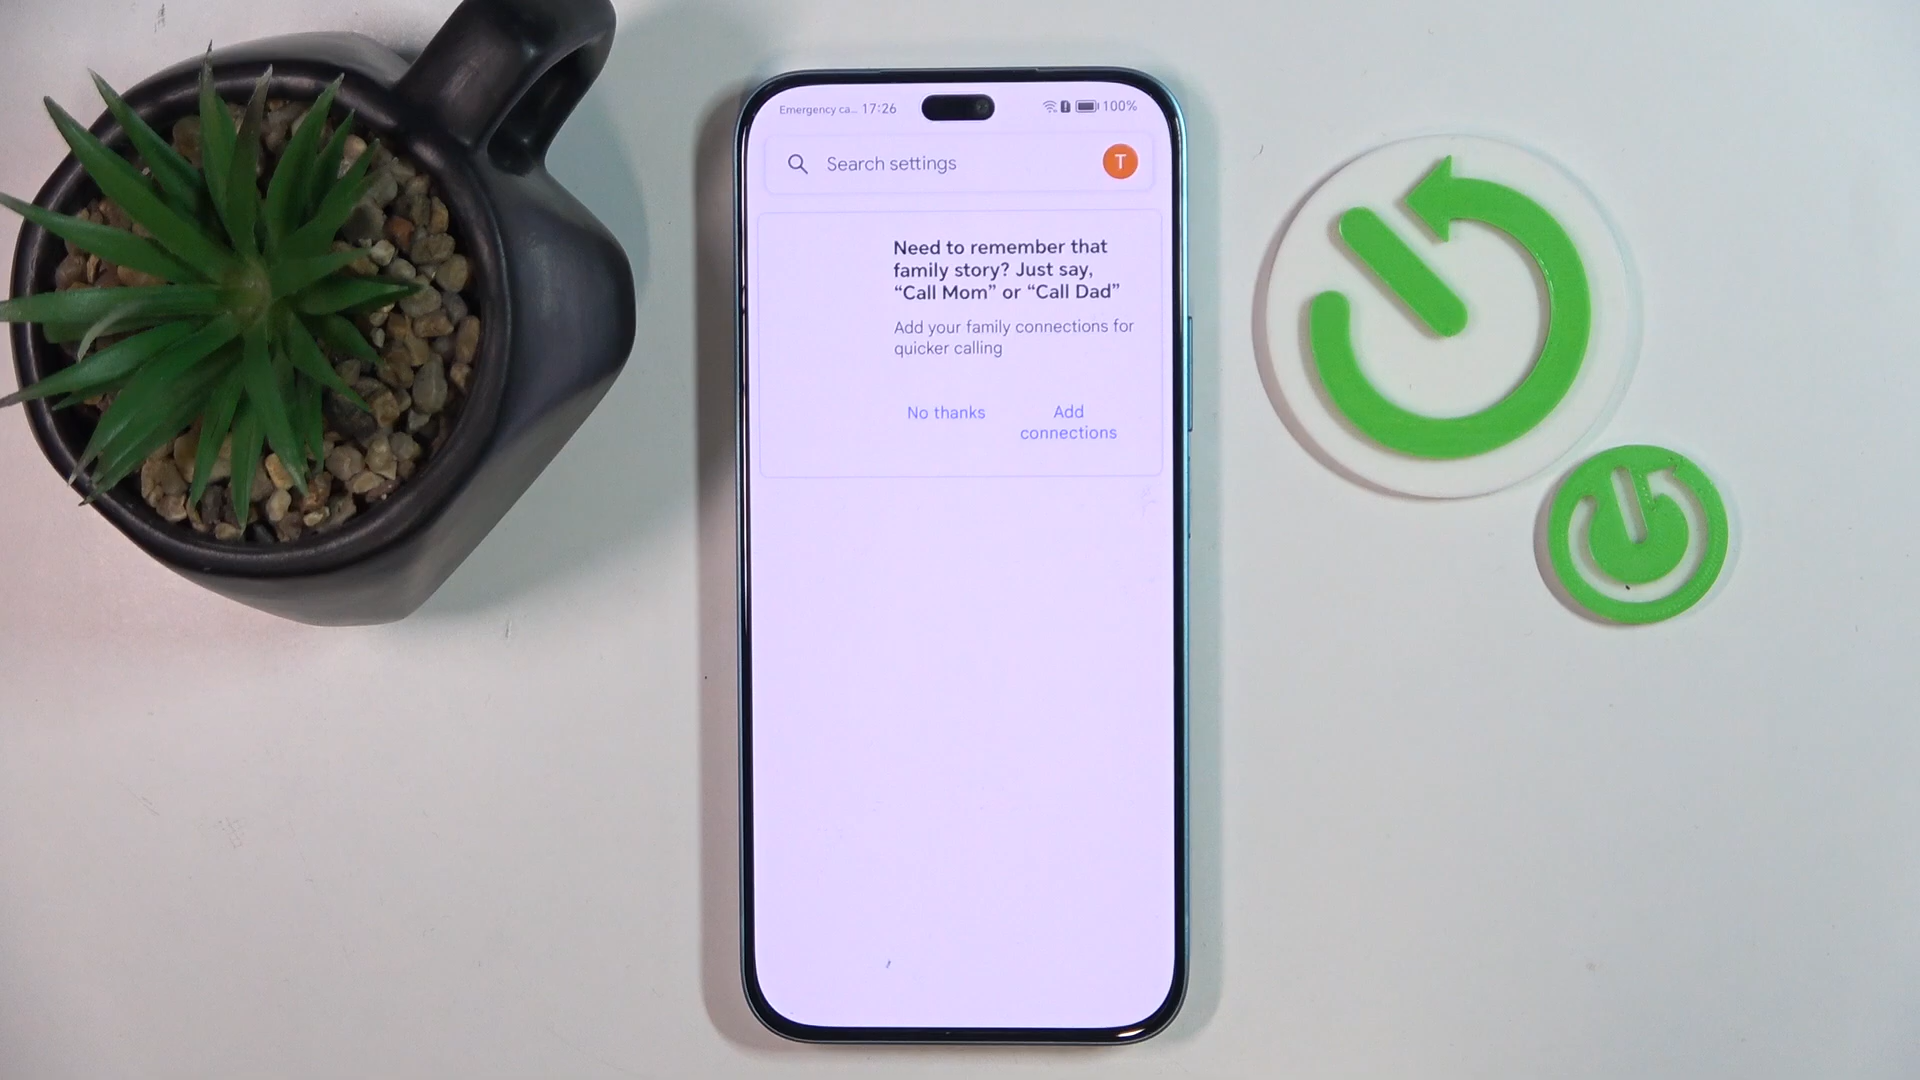 Emergency ca... 17:26 100%
Search settings T
Need to remember that
family story? Just say,
“Call Mom” or “Call Dad”
Add your family connections for
quicker calling
No thanks
Add
connections